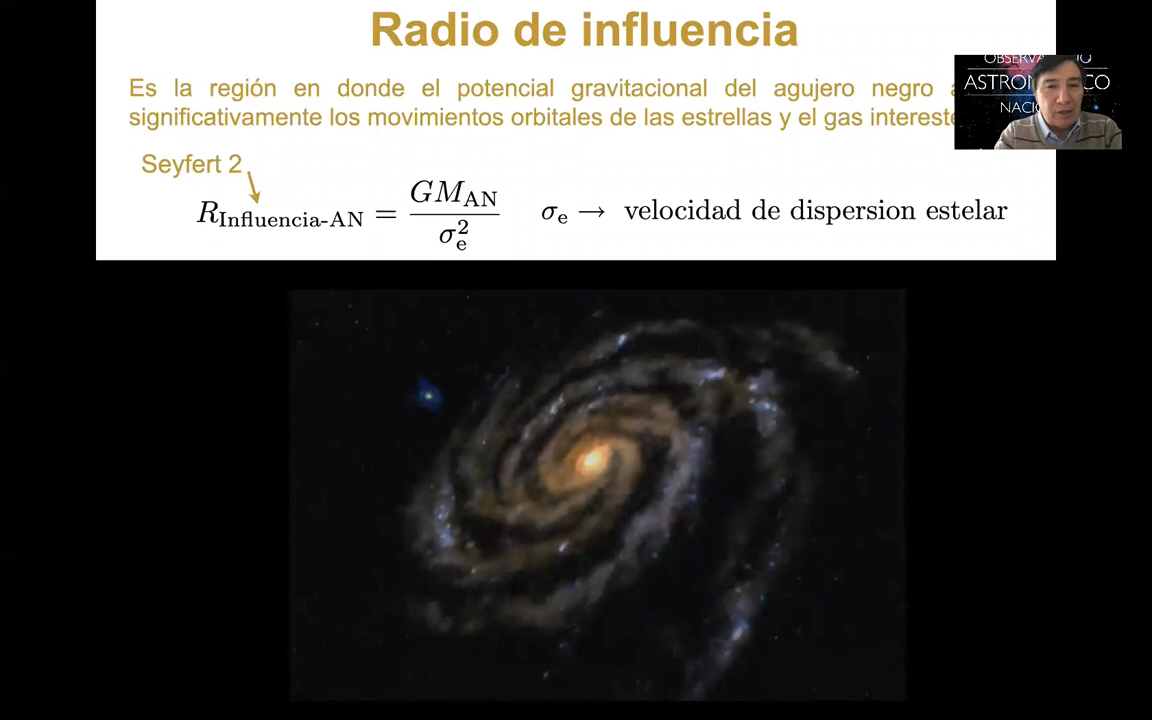 Radio de influencia
Es la región en donde el potencial gravitacional del agujero negro
significativamente los movimientos orbitales de las estrellas y el gas
Seyfert 2
R_Influencia-AN = GM_AN / σ_e^2
σ_e → velocidad de dispersion estelar
ASTRON